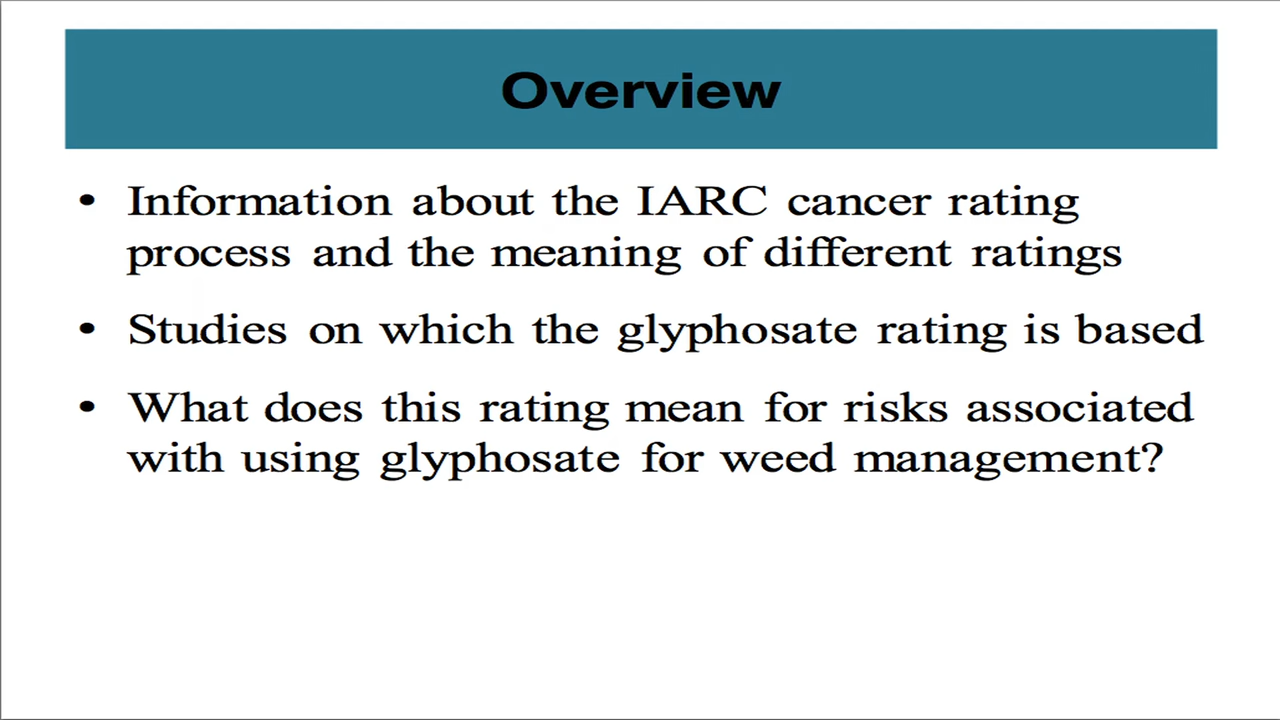 Overview
• Information about the IARC cancer rating
process and the meaning of different ratings
• Studies on which the glyphosate rating is based
• What does this rating mean for risks associated
with using glyphosate for weed management?